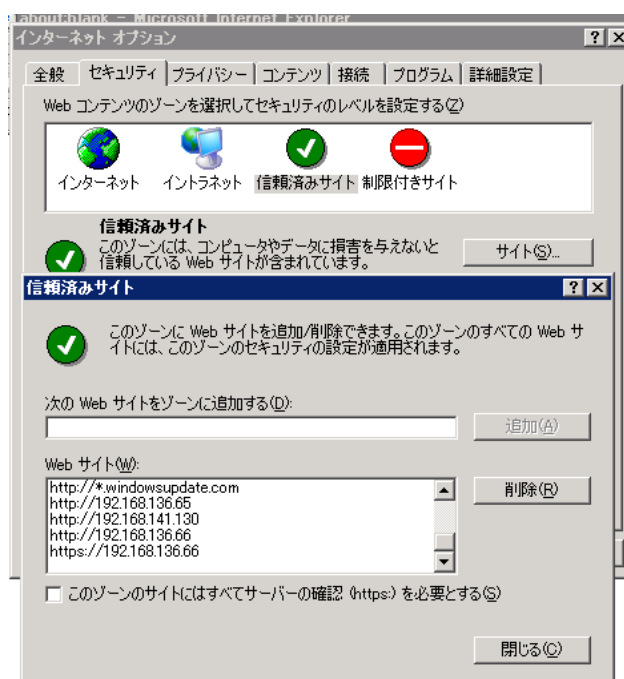 about:blank - Microsoft Internet Explorer
インターネット オプション
全般 セキュリティ プライバシー コンテンツ 接続 プログラム 詳細設定
Web コンテンツのゾーンを選択してセキュリティのレベルを設定する(Z)
インターネット イントラネット 信頼済みサイト 制限付きサイト
信頼済みサイト
このゾーンには、コンピュータやデータに損害を与えないと
信頼している Web サイトが含まれています。
サイト(S)...
信頼済みサイト
このゾーンに Web サイトを追加/削除できます。このゾーンのすべての Web サ
イトには、このゾーンのセキュリティの設定が適用されます。
次の Web サイトをゾーンに追加する(D):
追加(A)
Web サイト(W):
http://*.windowsupdate.com
http://192.168.136.65
http://192.168.141.130
http://192.168.136.66
https://192.168.136.66
削除(R)
このゾーンのサイトにはすべてサーバーの確認 (https:) を必要とする(S)
閉じる(C)